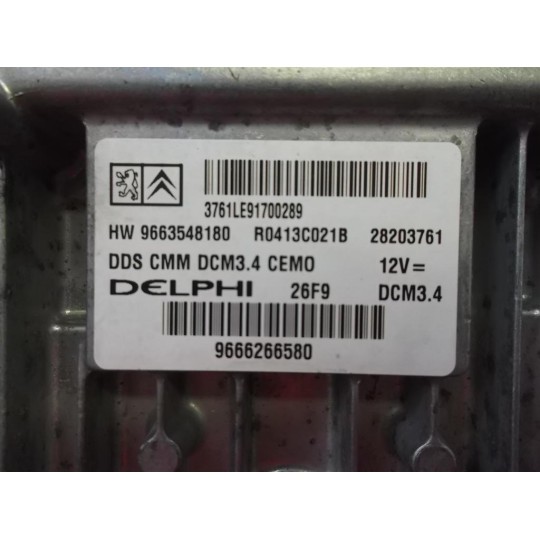 3761LE91700289
HW 9663548180 R0413C021B 28203761
DDS CMM DCM3.4 CEMO 12V=
DELPHI 26F9 DCM3.4
9666266580